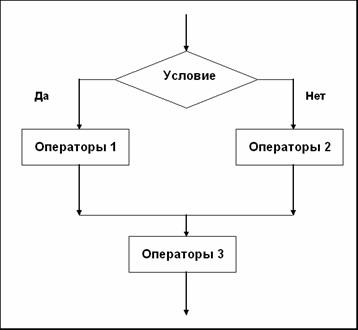 Условие
Да
Нет
Операторы 1
Операторы 2
Операторы 3